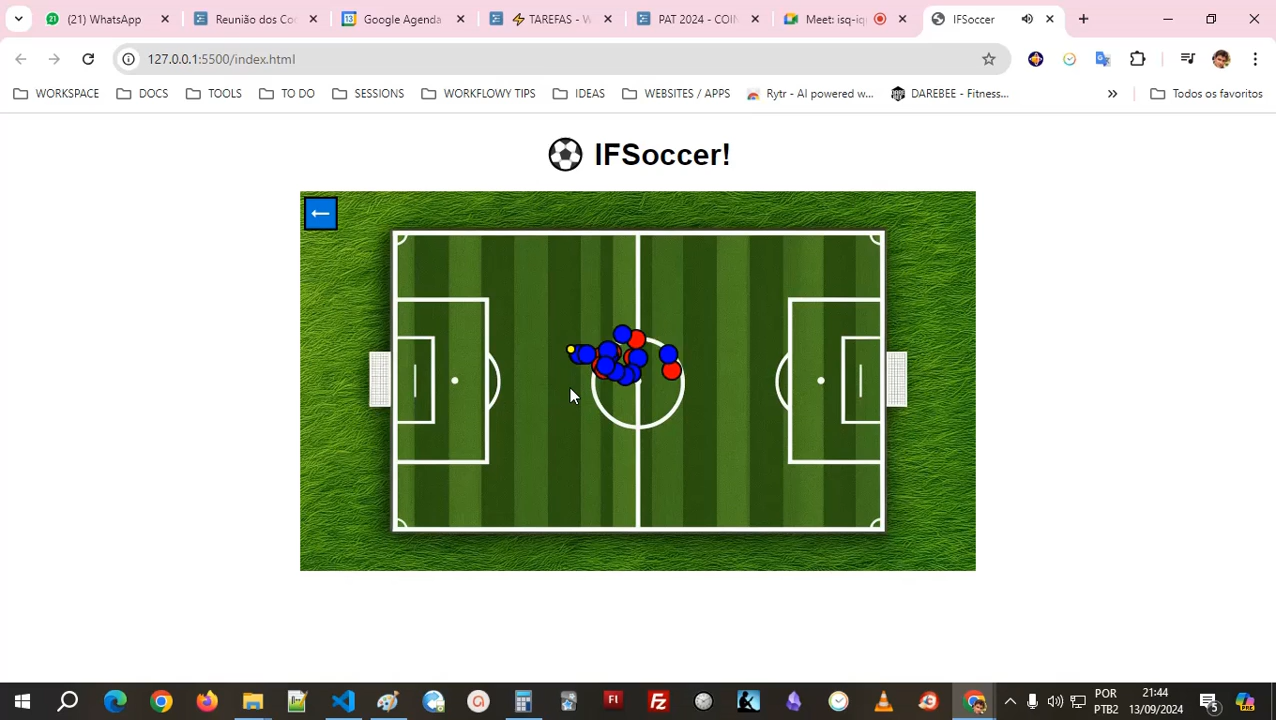 (21) WhatsApp
Reunião dos Co
Google Agenda
TAREFAS - W
PAT 2024 - COIN
Meet: isq-iq
IFSoccer
127.0.0.1:5500/index.html
WORKSPACE
DOCS
TOOLS
TO DO
SESSIONS
WORKFLOWY TIPS
IDEAS
WEBSITES / APPS
Rytr - AI powered w...
DAREBEE - Fitness...
Todos os favoritos
IFSoccer!
POR
PTB2
21:44
13/09/2024
5